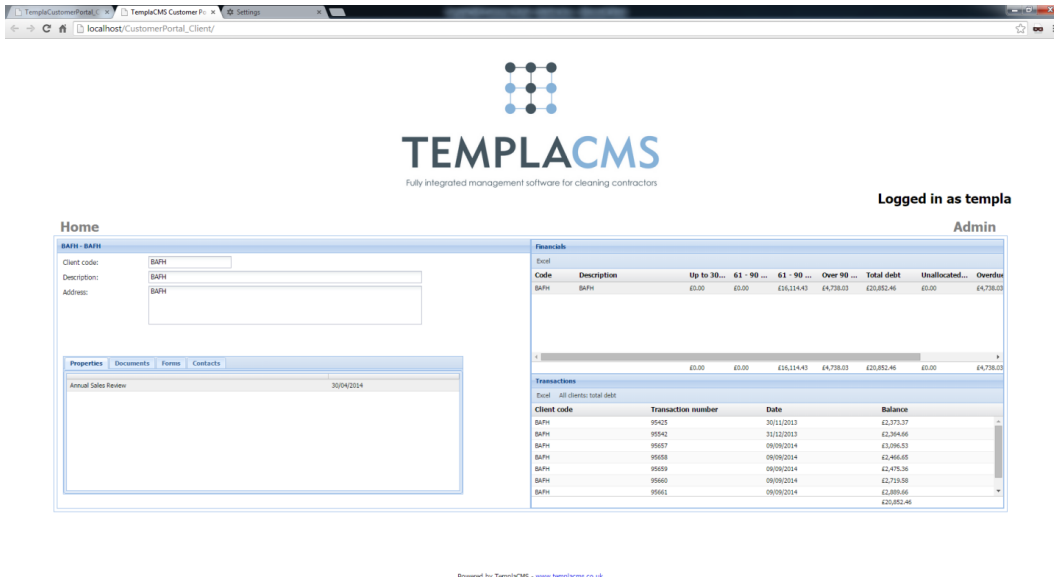 TemplaCustomerPortal_C
TemplaCMS Customer Po
Settings
localhost/CustomerPortal_Client/
TEMPLACMS
Fully integrated management software for cleaning contractors
Logged in as templa
Home
Admin
BAFH - BAFH
Client code:
BAFH
Description:
BAFH
Address:
BAFH
Properties Documents Forms Contacts
Annual Sales Review 30/04/2014
Financials
Excel
Code Description Up to 30... 61 - 90 ... 61 - 90 ... Over 90 ... Total debt Unallocated... Overdue
BAFH BAFH £0.00 £0.00 £16,114.43 £4,738.03 £20,852.46 £0.00 £4,738.03
£0.00 £0.00 £16,114.43 £4,738.03 £20,852.46 £0.00 £4,738.03
Transactions
Excel All clients: total debt
Client code Transaction number Date Balance
BAFH 95425 30/11/2013 £2,373.37
BAFH 95542 31/12/2013 £2,364.66
BAFH 95657 09/09/2014 £3,096.53
BAFH 95658 09/09/2014 £2,466.65
BAFH 95659 09/09/2014 £2,475.36
BAFH 95660 09/09/2014 £2,719.58
BAFH 95661 09/09/2014 £2,889.66
£20,852.46
Powered by TemplaCMS - www.templacms.co.uk